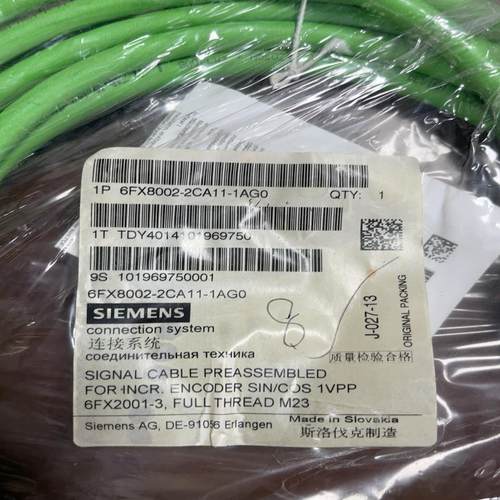 1P 6FX8002-2CA11-1AG0 QTY: 1
1T TDY4014101969750
9S 101969750001
6FX8002-2CA11-1AG0
SIEMENS
connection system
连接系统
соединительная техника
8
J-027-13
ORIGINAL PACKING
质量检验合格
SIGNAL CABLE PREASSEMBLED
FOR INCR. ENCODER SIN/COS 1VPP
6FX2001-3, FULL THREAD M23
Siemens AG, DE-91056 Erlangen
Made in Slovakia
斯洛伐克制造